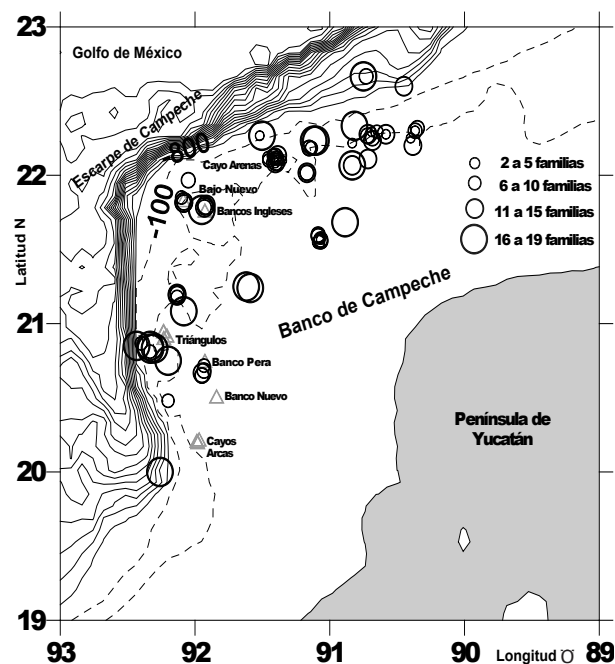 23
Golfo de México
Escarpe de Campeche
-800
22
Cayo Arenas
2 a 5 familias
6 a 10 familias
11 a 15 familias
16 a 19 familias
Bajo Nuevo
-100
Bancos Ingleses
Latitud N
Banco de Campeche
21
Triángulos
Banco Pera
Banco Nuevo
Península de
Yucatán
Cayos
Arcas
20
19
93
92
91
90
Longitud O
89